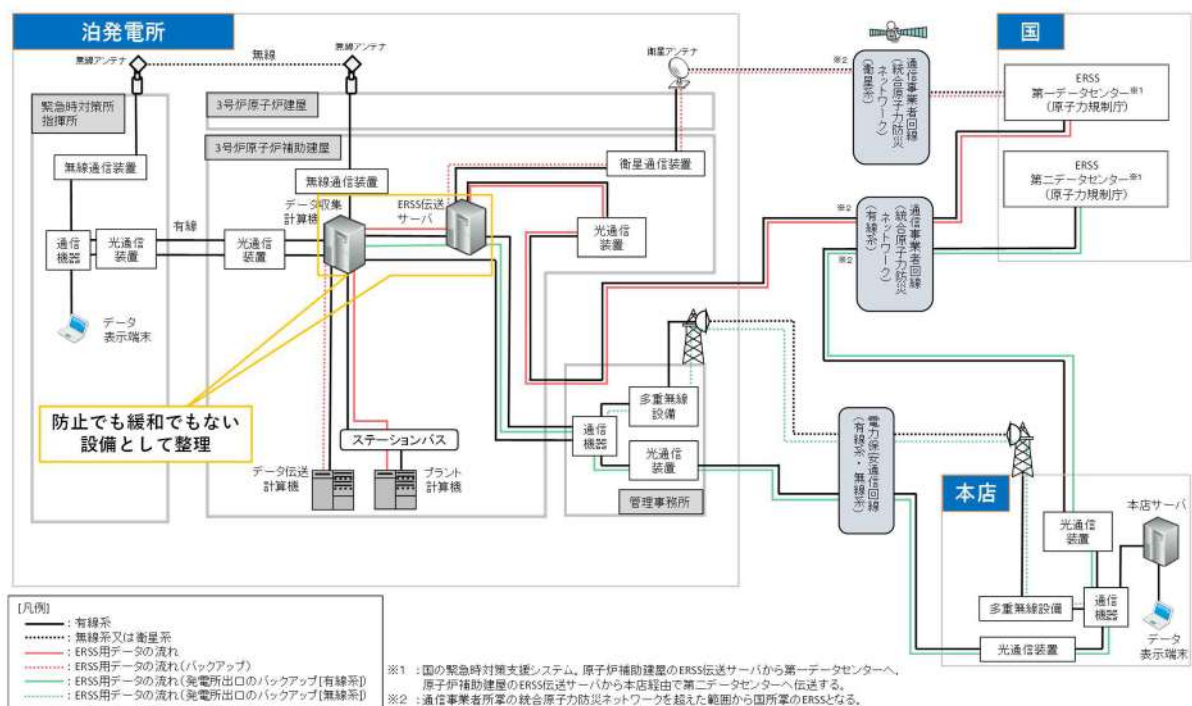 泊発電所
国
無線アンテナ
無線
無線アンテナ
衛星アンテナ
緊急時対策所
指揮所
3号炉原子炉建屋
3号炉原子炉補助建屋
無線通信装置
無線通信装置
衛星通信装置
データ収集
計算機
ERSS伝送
サーバ
有線
通信
機器
光通信
装置
光通信
装置
光通信
装置
データ
表示端末
防止でも緩和でもない
設備として整理
ステーションバス
データ伝送
計算機
プラント
計算機
通信
機器
多重無線
設備
光通信
装置
管理事務所
※2
通信事業者回線
(統合原子力防災
ネットワーク)
(衛星系)
※2
通信事業者回線
(統合原子力防災
ネットワーク)
(有線系)
※2
電力保安通信回線
(有線系・無線系)
ERSS
第一データセンター※1
(原子力規制庁)
ERSS
第二データセンター※1
(原子力規制庁)
本店
本店サーバ
光通信
装置
多重無線設備
通信
機器
光通信装置
データ
表示端末
[凡例]
:有線系
:無線系又は衛星系
:ERSS用データの流れ
:ERSS用データの流れ(バックアップ)
:ERSS用データの流れ(発電所出口のバックアップ[有線系])
:ERSS用データの流れ(発電所出口のバックアップ[無線系])
※1 :国の緊急時対策支援システム。原子炉補助建屋のERSS伝送サーバから第一データセンターへ、
原子炉補助建屋のERSS伝送サーバから本店経由で第二データセンターへ伝送する。
※2 :通信事業者所掌の統合原子力防災ネットワークを超えた範囲から国所掌のERSSとなる。